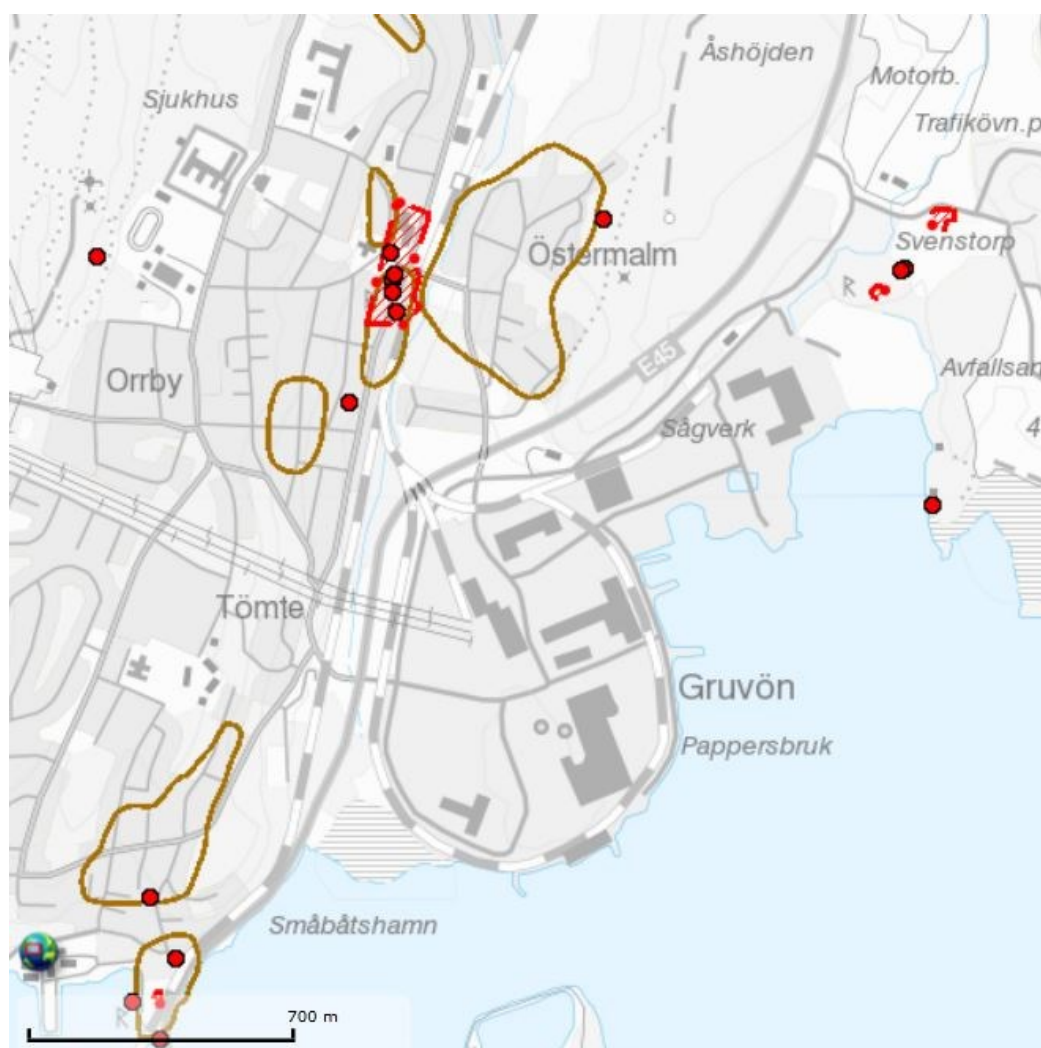 Åshöjden
Motorb.
Sjukhus
Trafikövn.p
Östermalm
Svenstorp
R
E45
Avfallsan
Orrby
Sågverk
4
Tömte
Gruvön
Pappersbruk
Småbåtshamn
R
700 m